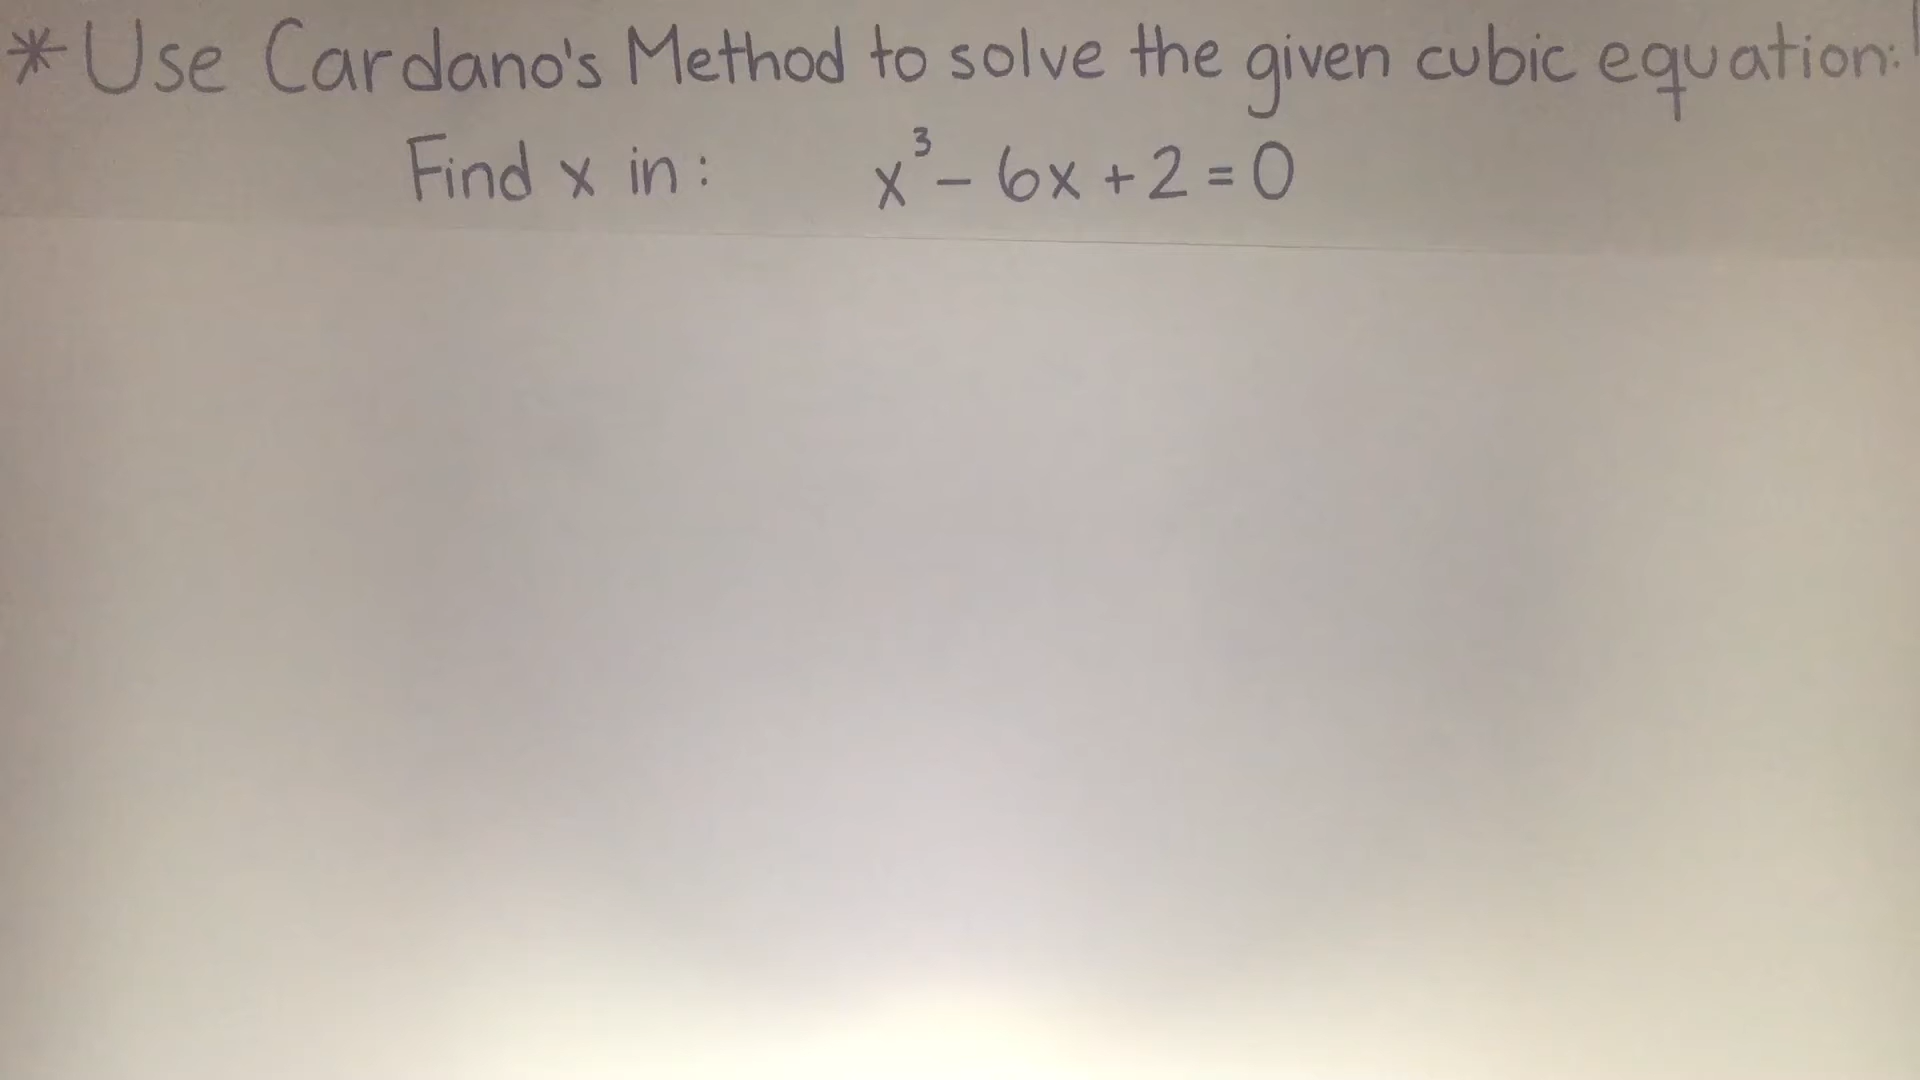 *Use Cardano's Method to solve the given cubic equation:
Find x in: x³ - 6x + 2 = 0